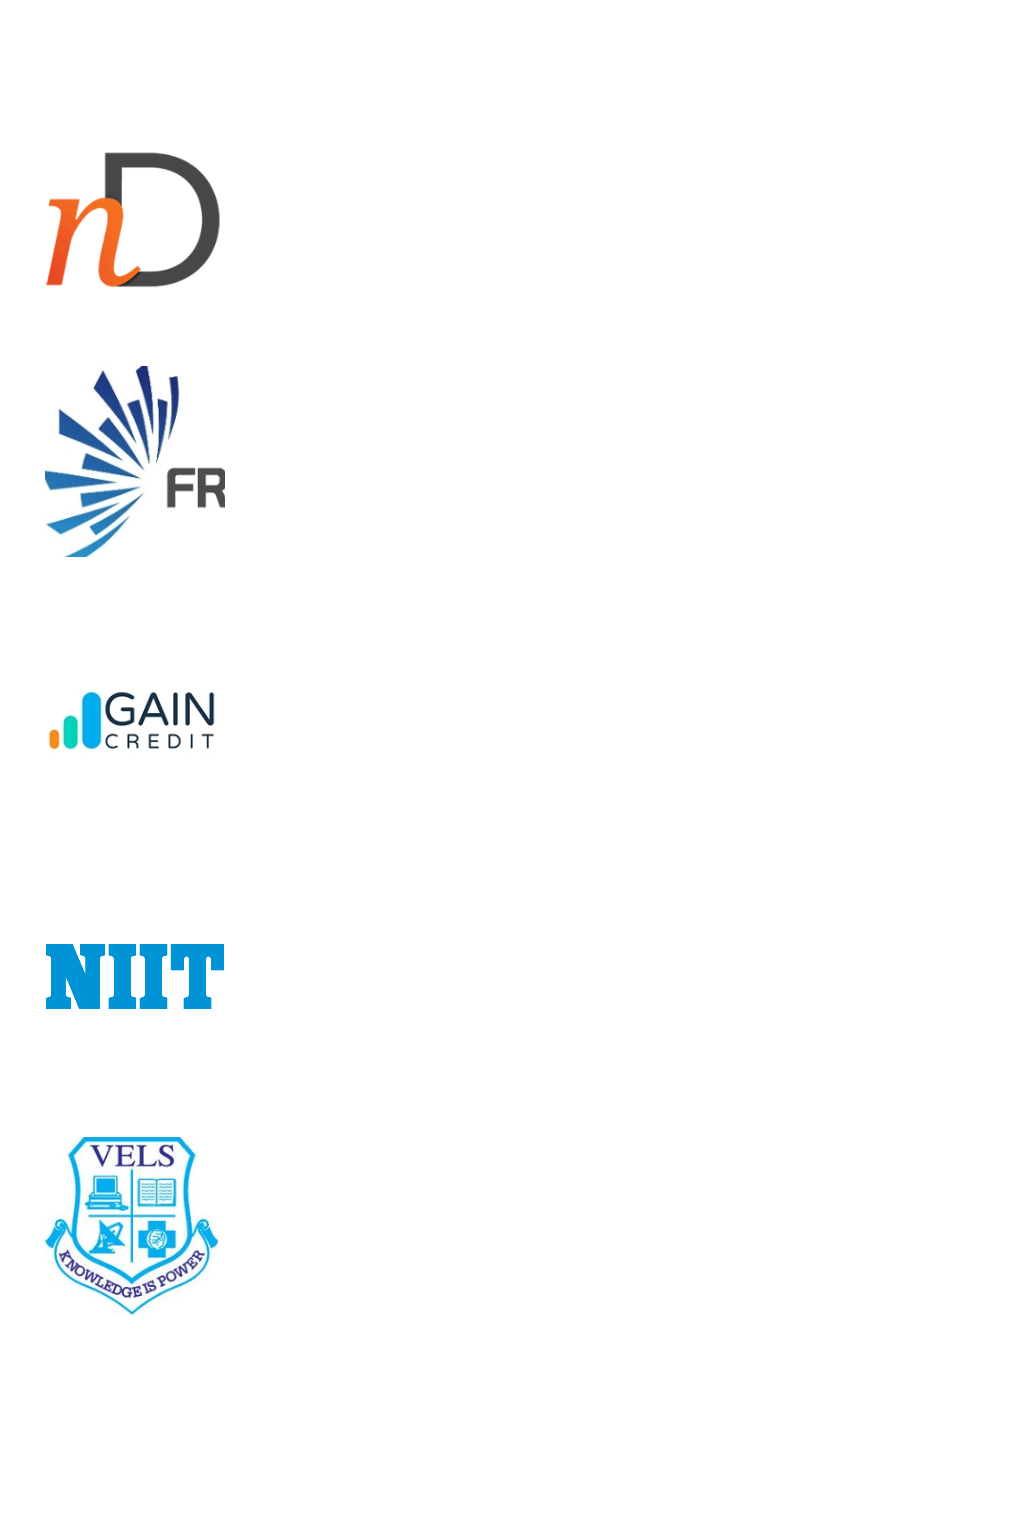 nD
FR
GAIN
CREDIT
NIIT
VELS
KNOWLEDGE IS POWER